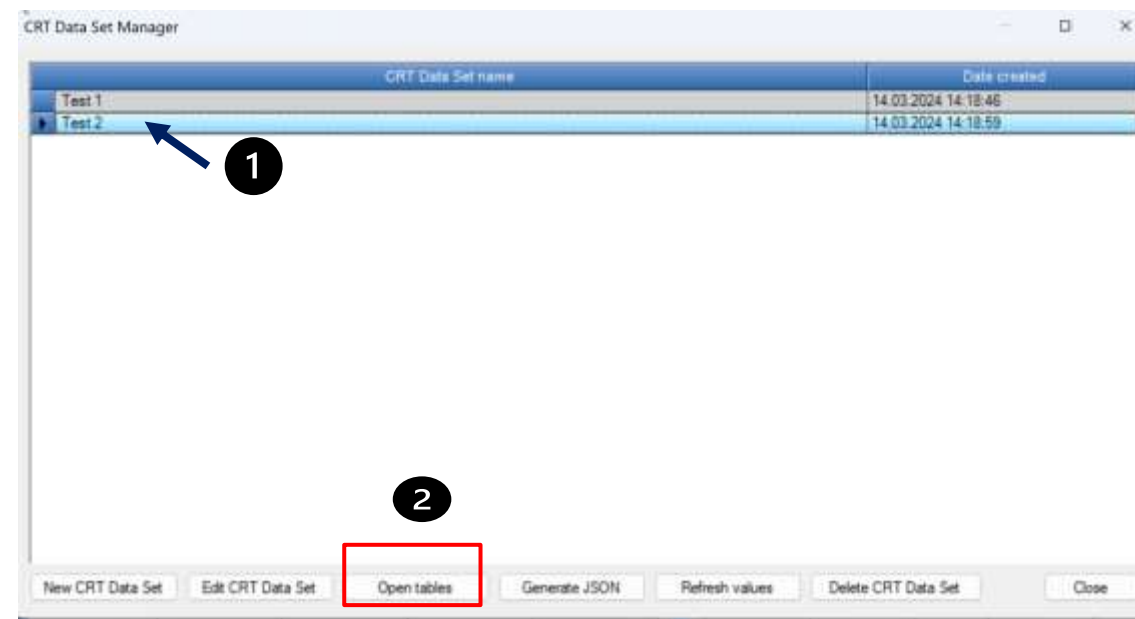 CRT Data Set Manager
CRT Data Set name Date created
Test 1 14.03.2024 14:18:46
Test 2 14.03.2024 14:18:59
1
2
New CRT Data Set Edit CRT Data Set Open tables Generate JSON Refresh values Delete CRT Data Set Close